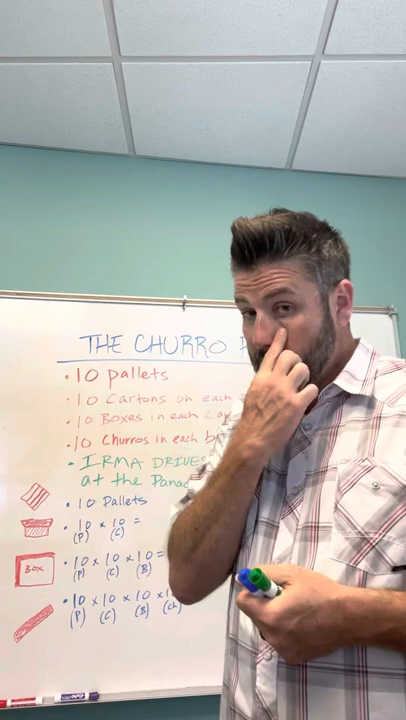 THE CHURRO
• 10 pallets
• 10 Cartons on each
• 10 Boxes in each
• 10 Churros in each
• IRMA DRIVES
at the
• 10 Pallets
• 10 x 10 =
(P) (C)
BOX
• 10 x 10 x 10 =
(P) (C) (B)
• 10 x 10 x 10 x
(P) (C) (B) (ch)